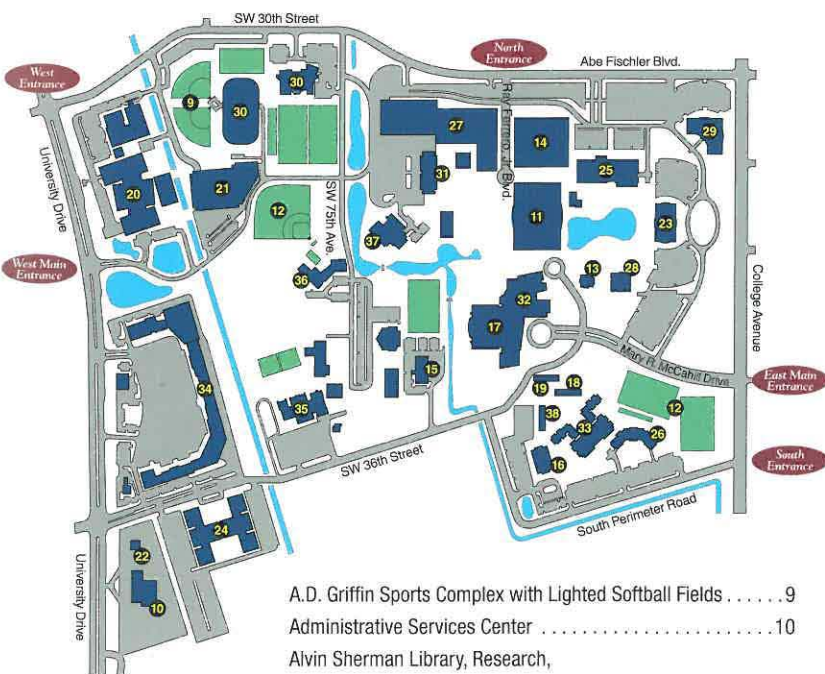 SW 30th Street
North
Entrance
Abe Fischler Blvd.
West
Entrance
30
9
30
27
Ray Ferrero, Jr. Blvd.
14
29
31
25
University Drive
20
21
SW 75th Ave.
12
11
23
37
West Main
Entrance
36
13
28
32
College Avenue
17
Mary R. McCahill Drive
East Main
Entrance
15
34
19
18
12
35
38
33
26
16
South
Entrance
SW 36th Street
South Perimeter Road
24
22
10
University Drive
A.D. Griffin Sports Complex with Lighted Softball Fields . . . . . .9
Administrative Services Center . . . . . . . . . . . . . . . . . . . . . . .10
Alvin Sherman Library, Research,